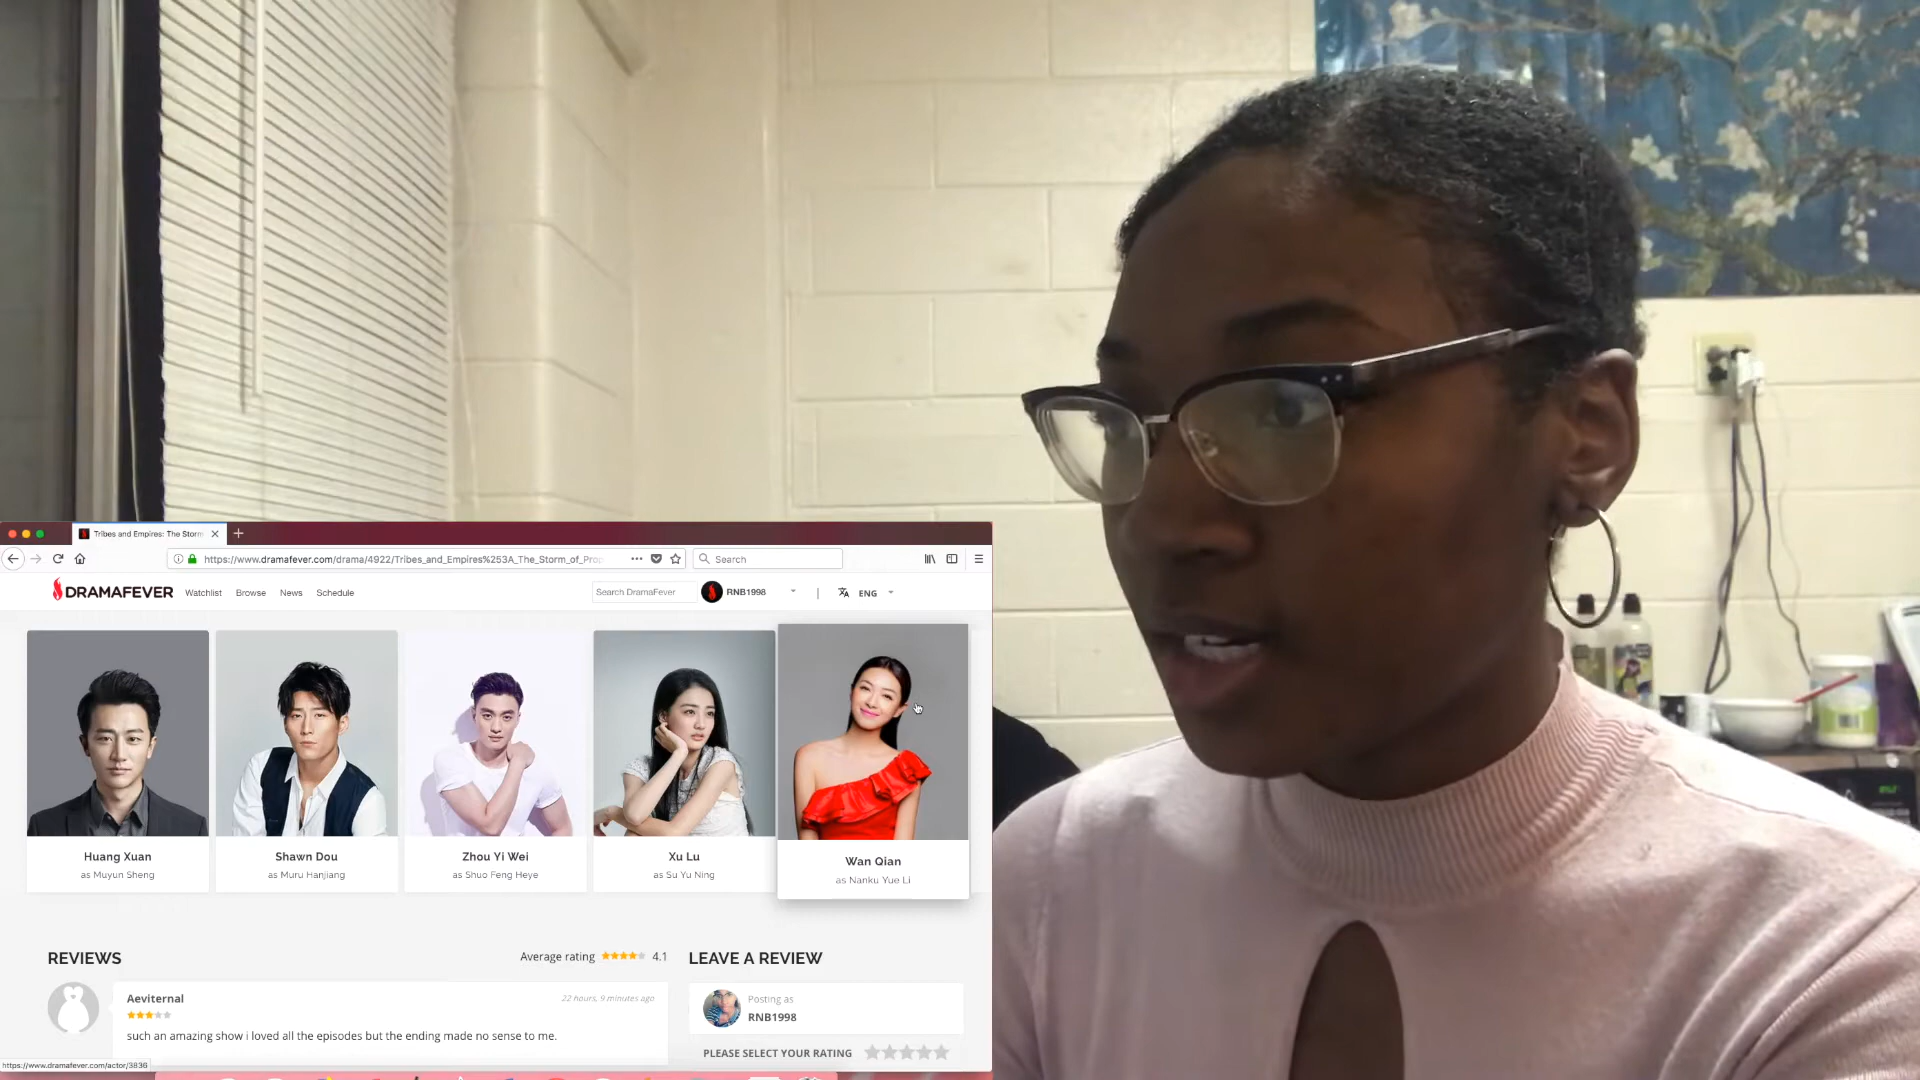 Tribes and Empires: The Storm
https://www.dramafever.com/drama/4922/Tribes_and_Empires%253A_The_Storm_of_Prop
Search
DRAMAFEVER
Watchlist
Browse
News
Schedule
Search DramaFever
RNB1998
ENG
Huang Xuan
as Muyun Sheng
Shawn Dou
as Muru Hanjiang
Zhou Yi Wei
as Shuo Feng Heye
Xu Lu
as Su Yu Ning
Wan Qian
as Nanku Yue Li
REVIEWS
Average rating 4.1
Aeviternal
22 hours, 9 minutes ago
such an amazing show i loved all the episodes but the ending made no sense to me.
LEAVE A REVIEW
Posting as
RNB1998
PLEASE SELECT YOUR RATING
https://www.dramafever.com/actor/3836